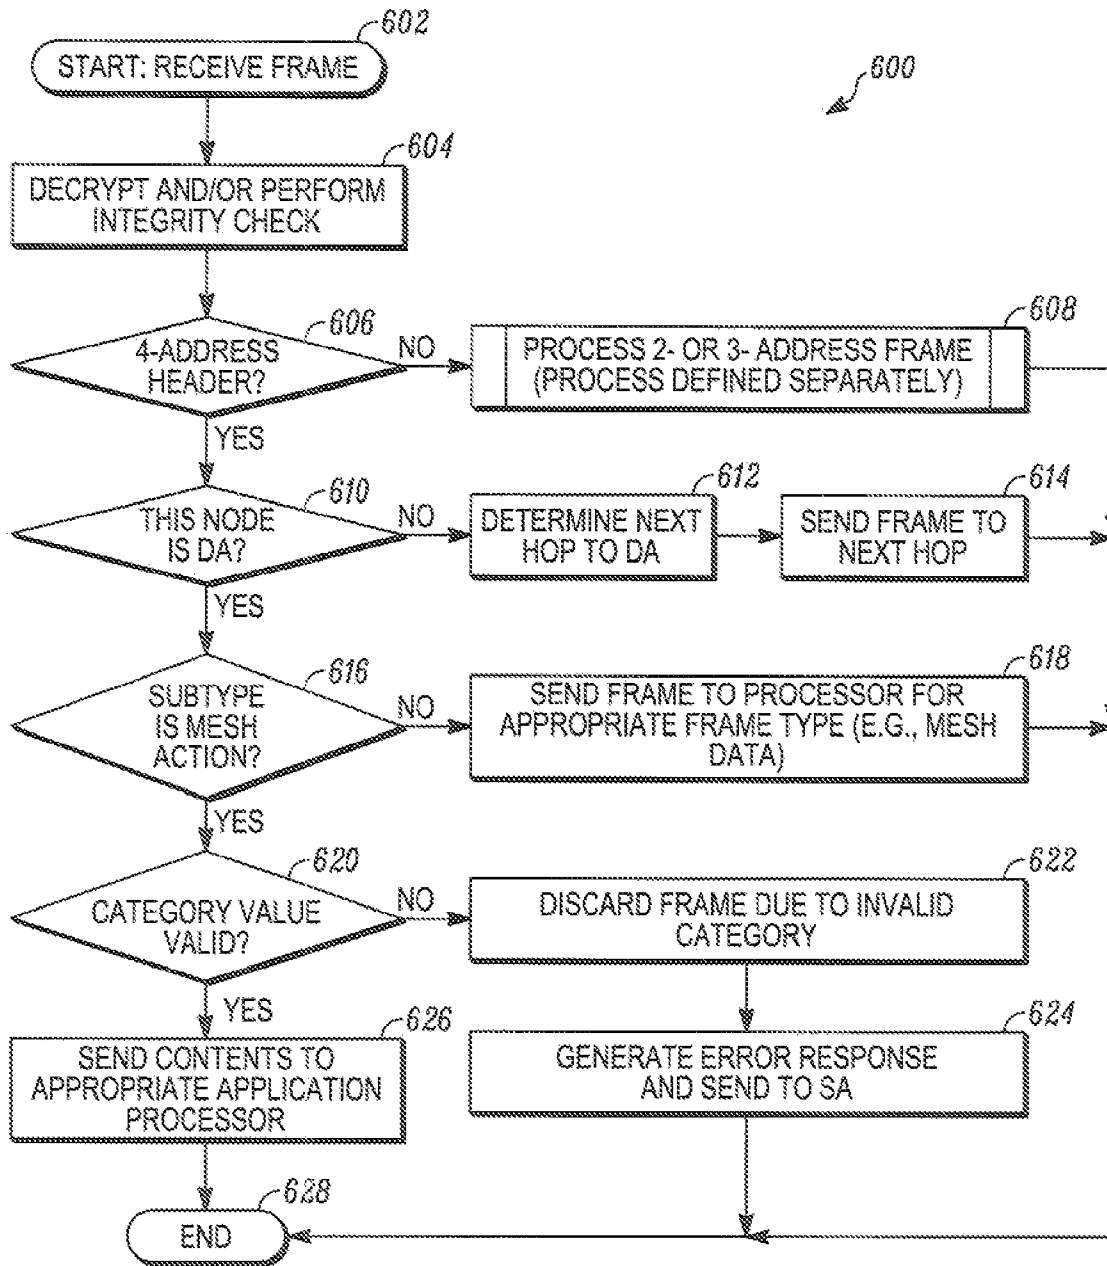 602
START: RECEIVE FRAME
600
604
DECRYPT AND/OR PERFORM
INTEGRITY CHECK
606
4-ADDRESS
HEADER?
NO
608
PROCESS 2- OR 3- ADDRESS FRAME
(PROCESS DEFINED SEPARATELY)
YES
610
THIS NODE
IS DA?
NO
612
DETERMINE NEXT
HOP TO DA
614
SEND FRAME TO
NEXT HOP
YES
616
SUBTYPE
IS MESH
ACTION?
NO
618
SEND FRAME TO PROCESSOR FOR
APPROPRIATE FRAME TYPE (E.G., MESH
DATA)
YES
620
CATEGORY VALUE
VALID?
NO
622
DISCARD FRAME DUE TO INVALID
CATEGORY
YES
624
GENERATE ERROR RESPONSE
AND SEND TO SA
626
SEND CONTENTS TO
APPROPRIATE APPLICATION
PROCESSOR
628
END